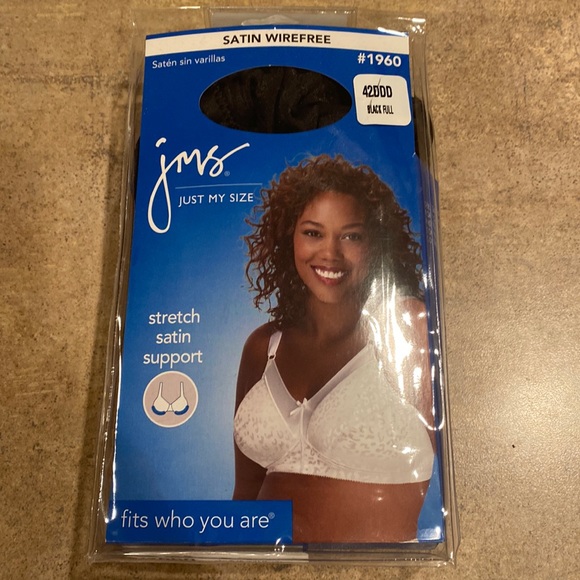 SATIN WIREFREE
Satén sin varillas
#1960
42DDD
BLACK FULL
jms®
JUST MY SIZE
stretch
satin
support
fits who you are®